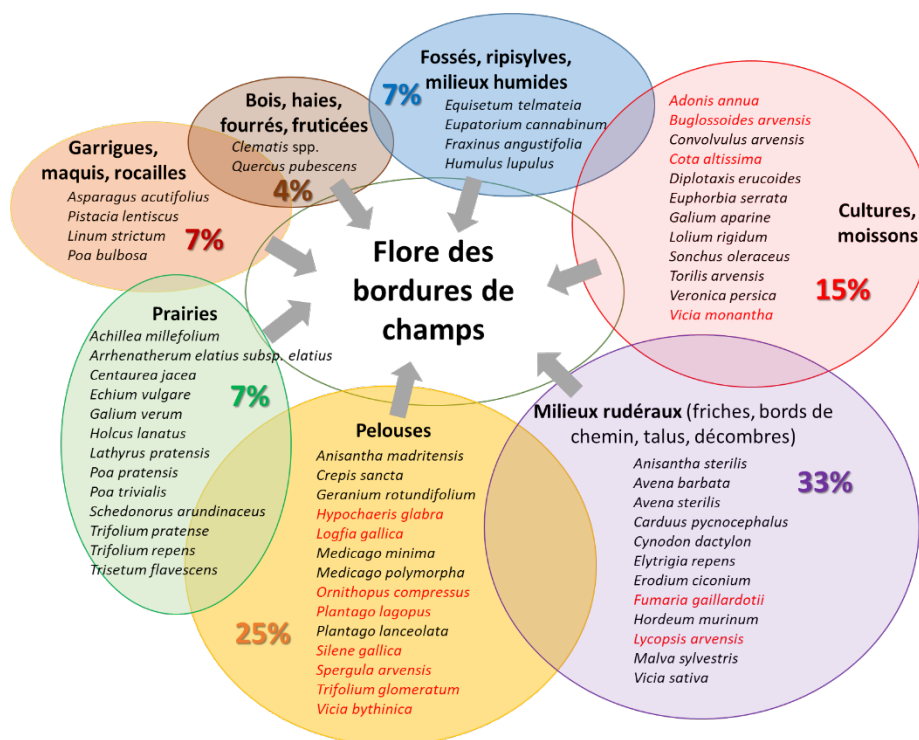 Fossés, ripisylves,
milieux humides
7%
Equisetum telmateia
Eupatorium cannabinum
Fraxinus angustifolia
Humulus lupulus
Bois, haies,
fourrés, fruticées
Clematis spp.
Quercus pubescens
4%
Garrigues,
maquis, rocailles
Asparagus acutifolius
Pistacia lentiscus
Linum strictum
Poa bulbosa
7%
Flore des
bordures de
champs
Adonis annua
Buglossoides arvensis
Convolvulus arvensis
Cota altissima
Diplotaxis erucoides
Euphorbia serrata
Galium aparine
Lolium rigidum
Sonchus oleraceus
Torilis arvensis
Veronica persica
Vicia monantha
Cultures,
moissons
15%
Prairies
Achillea millefolium
Arrhenatherum elatius subsp. elatius
Centaurea jacea
Echium vulgare
Galium verum
Holcus lanatus
Lathyrus pratensis
Poa pratensis
Poa trivialis
Schedonorus arundinaceus
Trifolium pratense
Trifolium repens
Trisetum flavescens
7%
Pelouses
Anisantha madritensis
Crepis sancta
Geranium rotundifolium
Hypochaeris glabra
Logfia gallica
Medicago minima
Medicago polymorpha
Ornithopus compressus
Plantago lagopus
Plantago lanceolata
Silene gallica
Spergula arvensis
Trifolium glomeratum
Vicia bythinica
25%
Milieux rudéraux (friches, bords de
chemin, talus, décombres)
Anisantha sterilis
Avena barbata
Avena sterilis
Carduus pycnocephalus
Cynodon dactylon
Elytrigia repens
Erodium ciconium
Fumaria gaillardotii
Hordeum murinum
Lycopsis arvensis
Malva sylvestris
Vicia sativa
33%